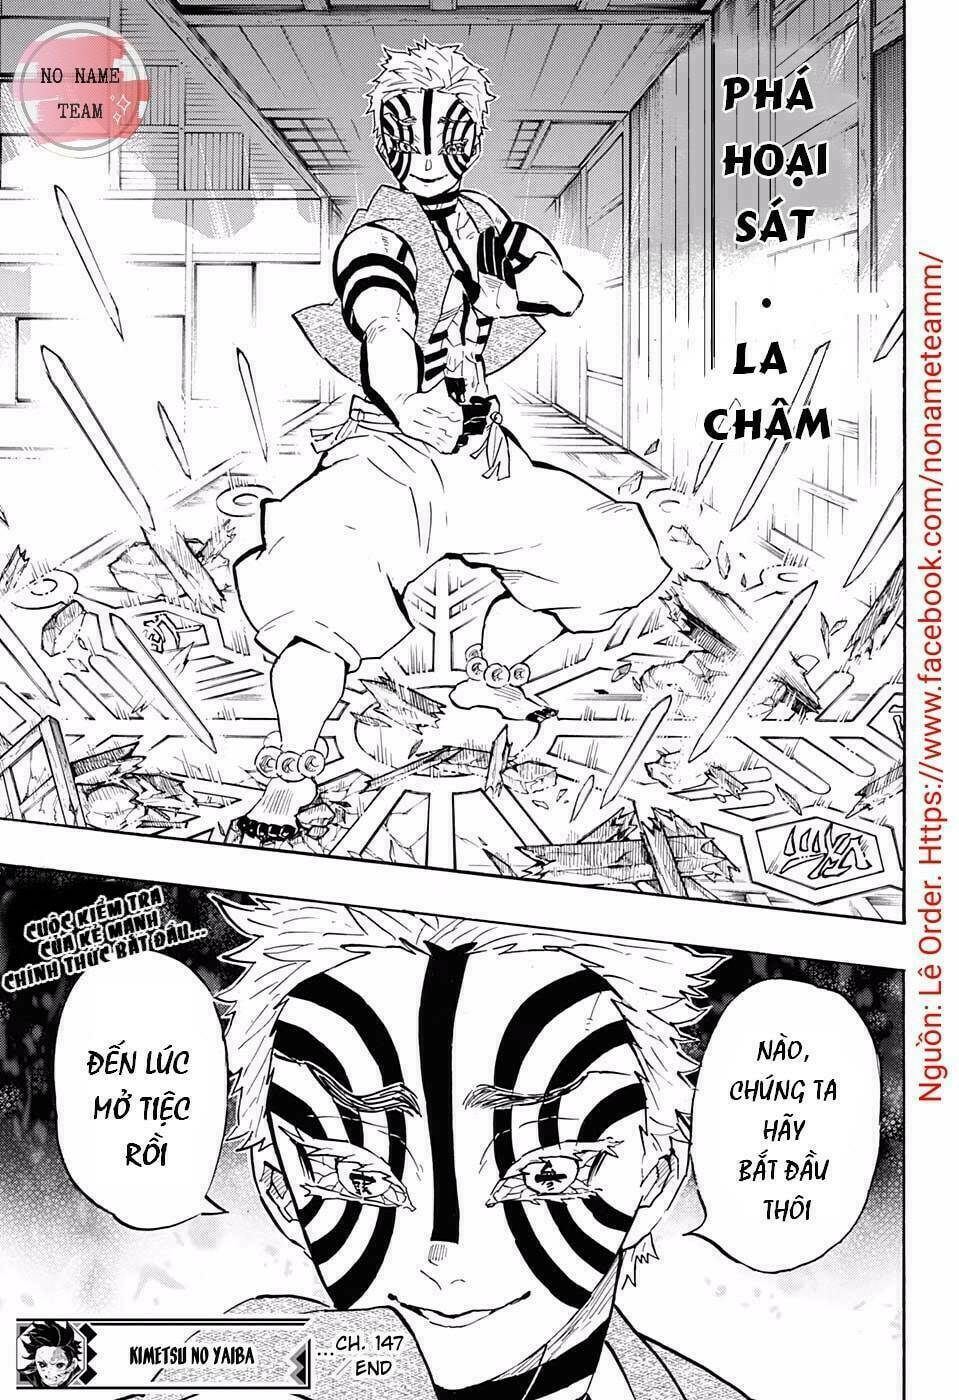 NO NAME
TEAM
PHÁ
HOẠI
SÁT
·
LA
CHÂM
Nguồn: Lê Order. Https://www.facebook.com/nonameteamm/
CUỘC KIỂM TRA
CỦA KẺ MẠNH
CHÍNH THỨC BẮT ĐẦU...
NÀO,
CHÚNG TA
HÃY
BẮT ĐẦU
THÔI
ĐẾN LÚC
MỞ TIỆC
RỒI
KIMETSU NO YAIBA
...CH. 147
END